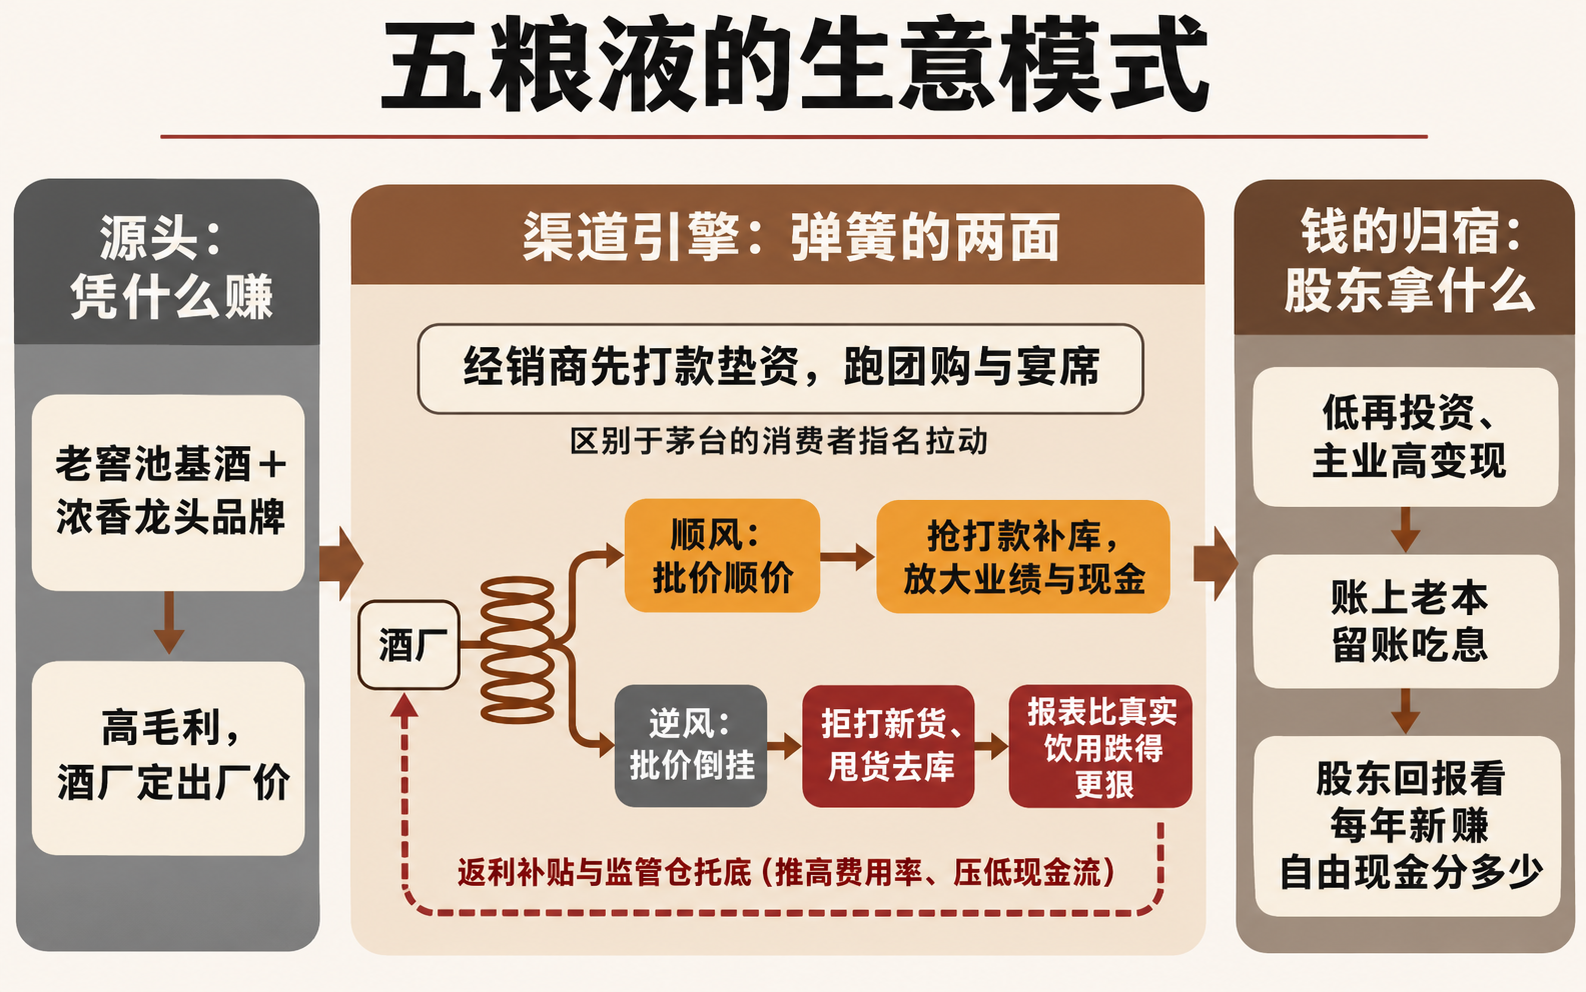 五粮液的生意模式
源头：
凭什么赚
老窖池基酒＋
浓香龙头品牌
高毛利，
酒厂定出厂价
渠道引擎：弹簧的两面
经销商先打款垫资，跑团购与宴席
区别于茅台的消费者指名拉动
酒厂
顺风：
批价顺价
抢打款补库，
放大业绩与现金
逆风：
批价倒挂
拒打新货、
甩货去库
报表比真实
饮用跌得
更狠
返利补贴与监管仓托底（推高费用率、压低现金流）
钱的归宿：
股东拿什么
低再投资、
主业高变现
账上老本
留账吃息
股东回报看
每年新赚
自由现金分多少